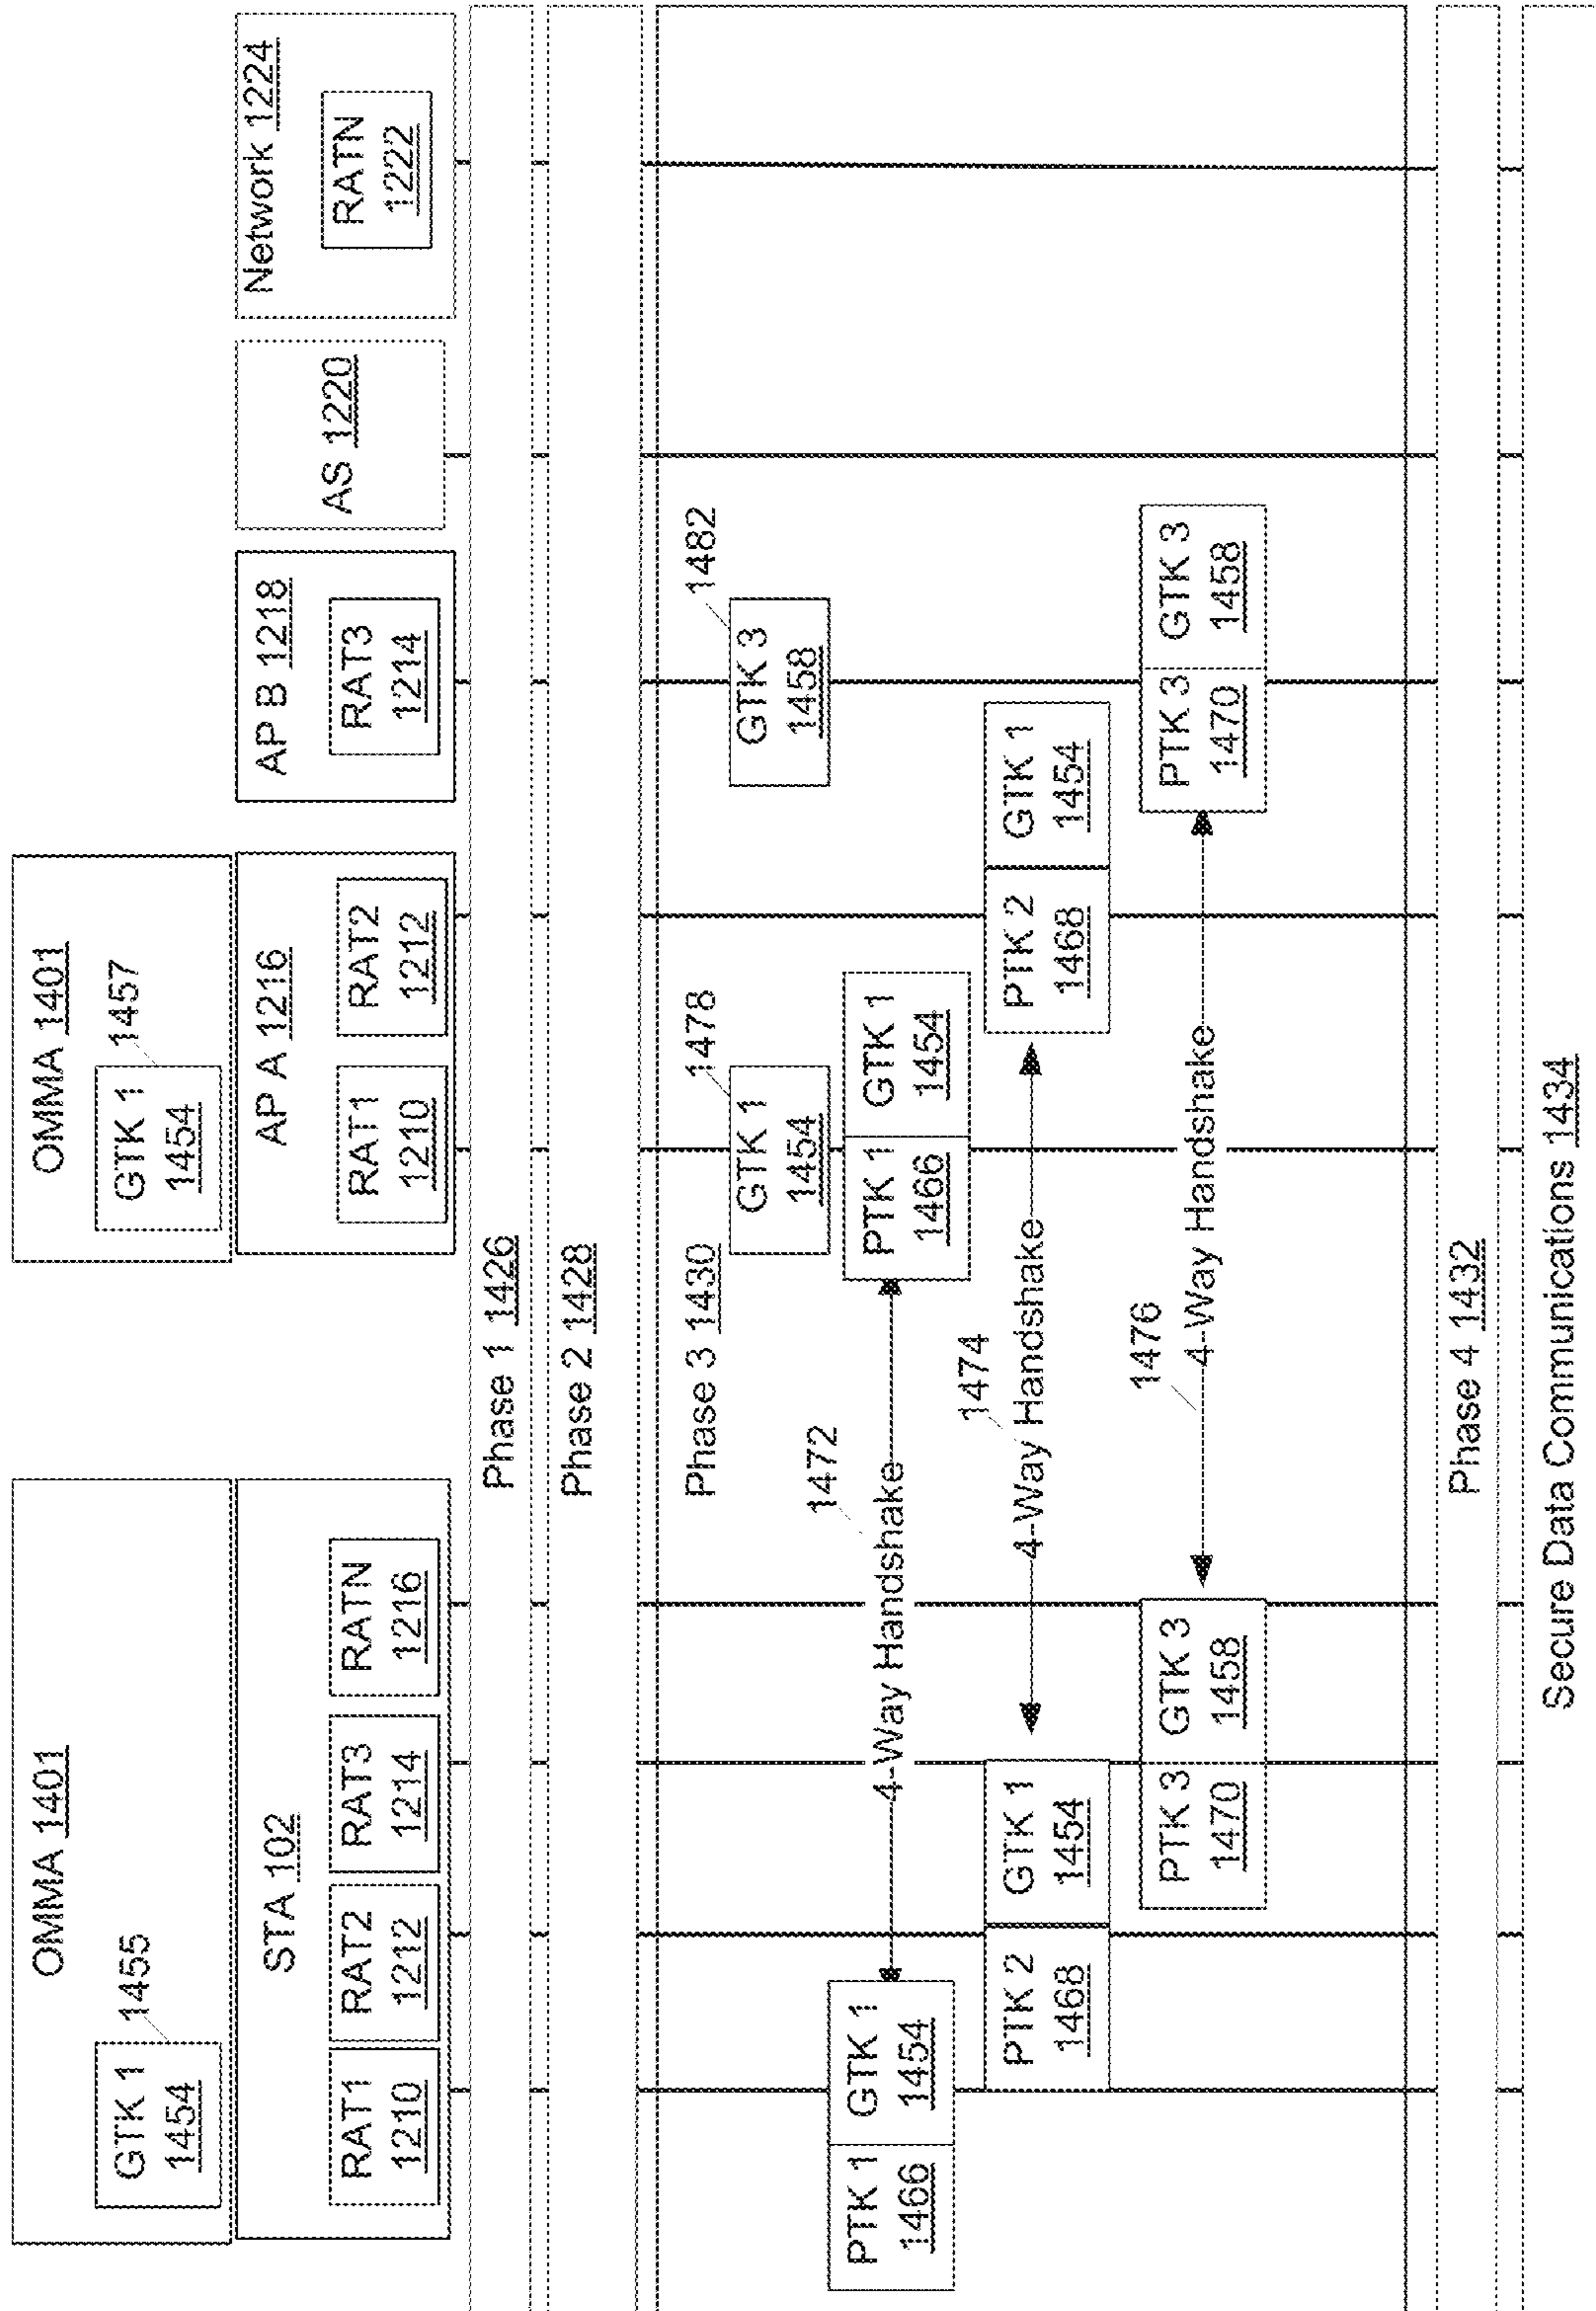 OMMA 1401
GTK 1
1454
1455
OMMA 1401
GTK 1
1454
1457
STA 102
RAT1
1210
RAT2
1212
RAT3
1214
RATN
1216
AP A 1216
RAT1
1210
RAT2
1212
AP B 1218
RAT3
1214
AS 1220
Network 1224
RATN
1222
Phase 1 1426
Phase 2 1428
Phase 3 1430
GTK 1
1454
1478
GTK 3
1458
1482
PTK 1
1466
GTK 1
1454
1472
4-Way Handshake
PTK 1
1466
GTK 1
1454
PTK 2
1468
GTK 1
1454
1474
4-Way Handshake
PTK 2
1468
GTK 1
1454
PTK 3
1470
GTK 3
1458
1476
4-Way Handshake
PTK 3
1470
GTK 3
1458
Phase 4 1432
Secure Data Communications 1434